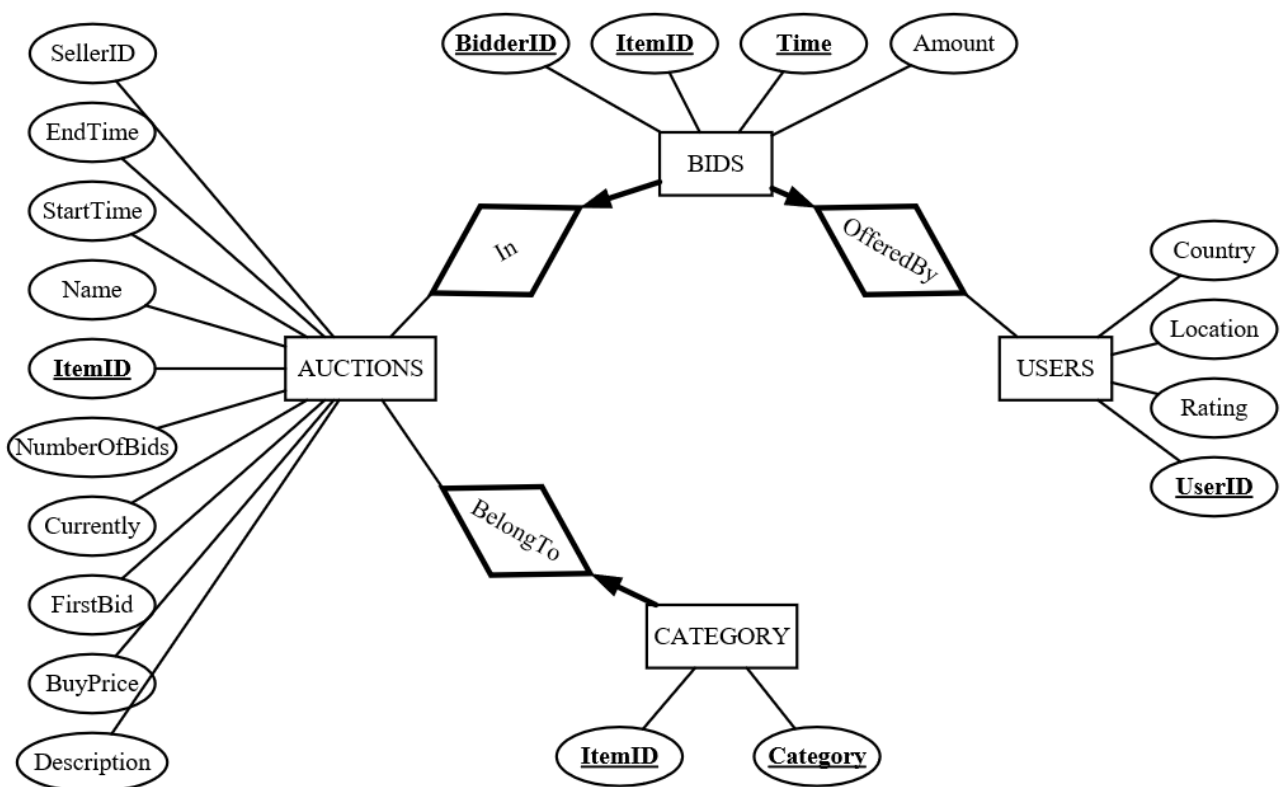 SellerID
EndTime
StartTime
Name
ItemID
NumberOfBids
Currently
FirstBid
BuyPrice
Description
AUCTIONS
In
BidderID
ItemID
Time
Amount
BIDS
OfferedBy
USERS
Country
Location
Rating
UserID
BelongTo
CATEGORY
ItemID
Category